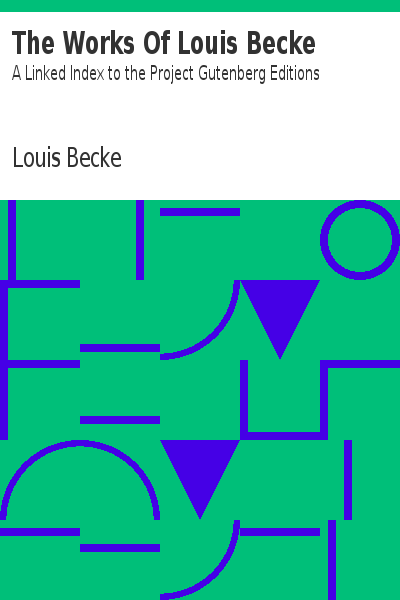 The Works Of Louis Becke
A Linked Index to the Project Gutenberg Editions
Louis Becke